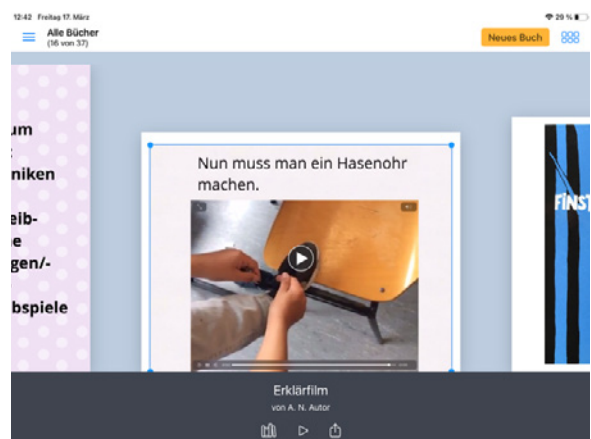 12:42 Freitag 17. März
29 %
Alle Bücher
(16 von 37)
Neues Buch
um
niken
eib-
e
gen/-
bspiele
Nun muss man ein Hasenohr
machen.
FINST
Erklärfilm
von A. N. Autor